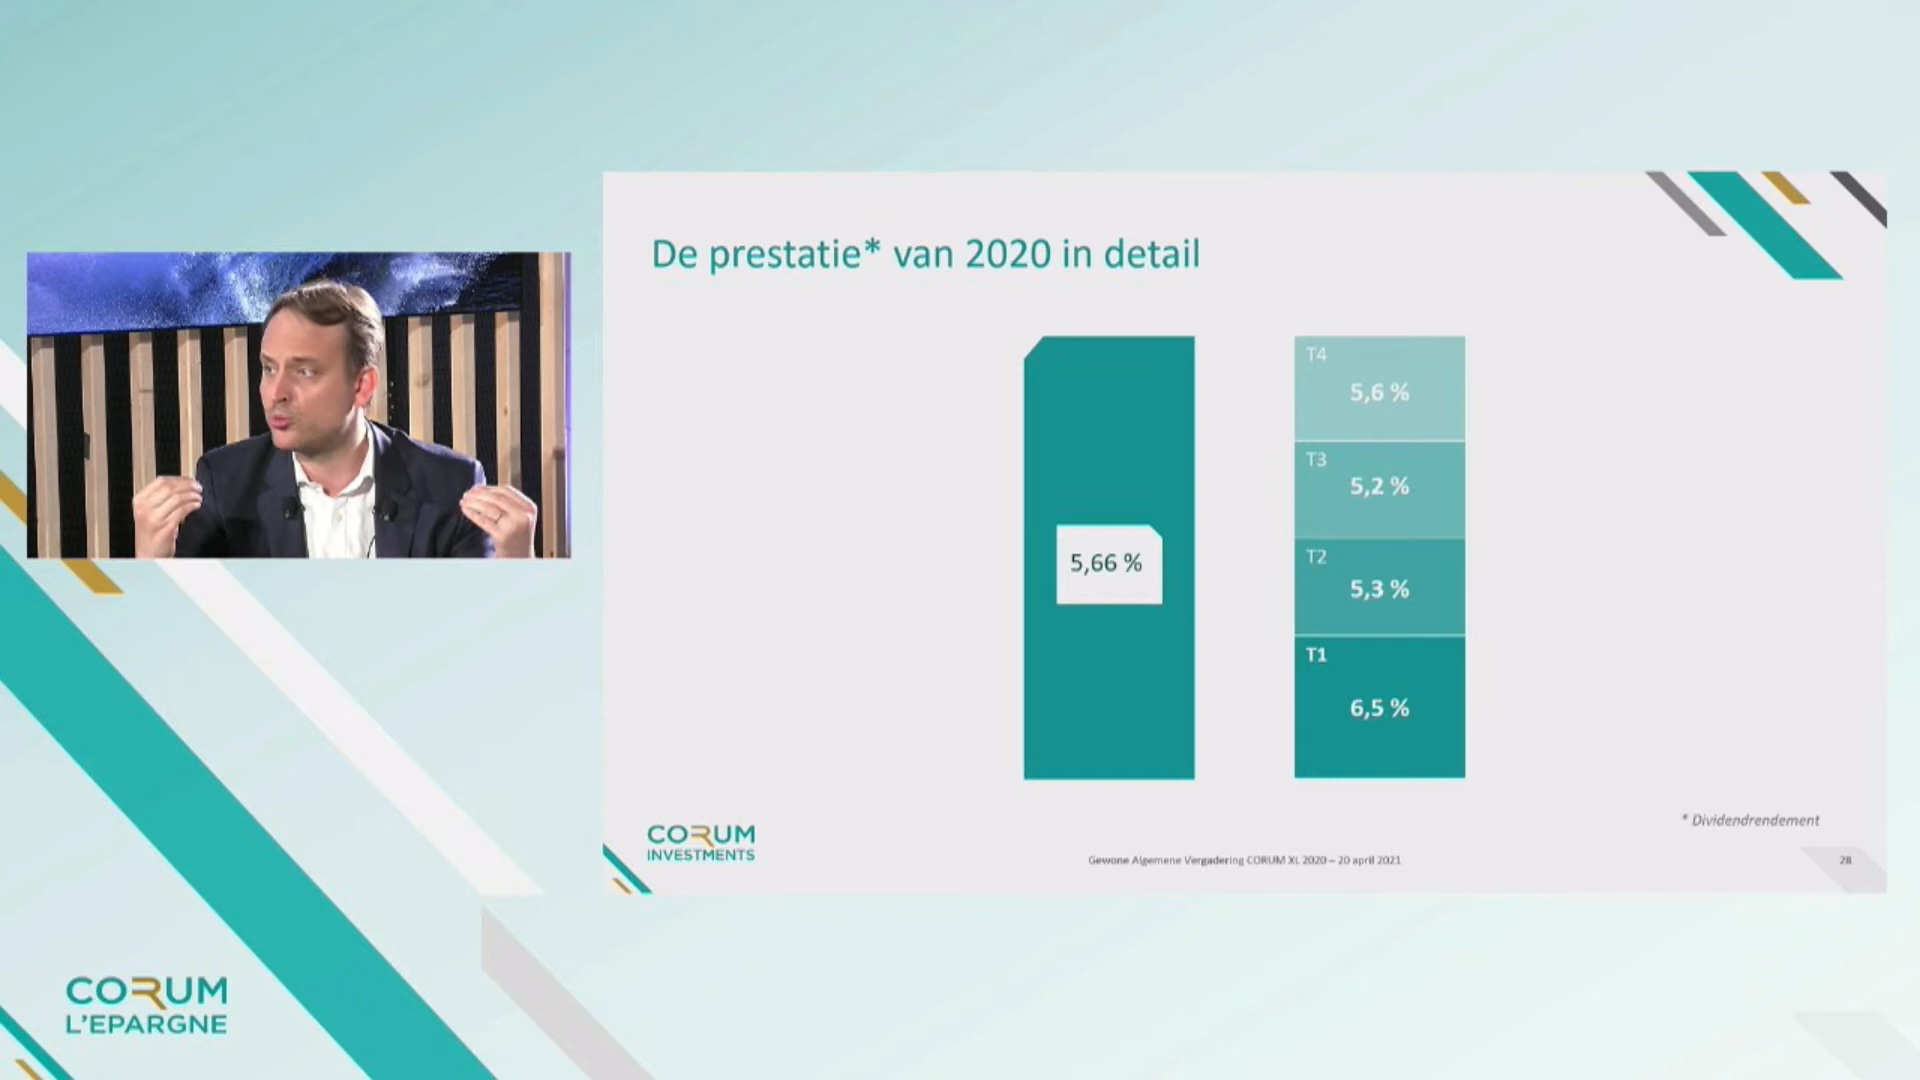 De prestatie* van 2020 in detail
5,66 %
T4
5,6 %
T3
5,2 %
T2
5,3 %
T1
6,5 %
* Dividendrendement
CORUM
INVESTMENTS
Gewone Algemene Vergadering CORUM XL 2020 – 20 april 2021
28
CORUM
L'EPARGNE